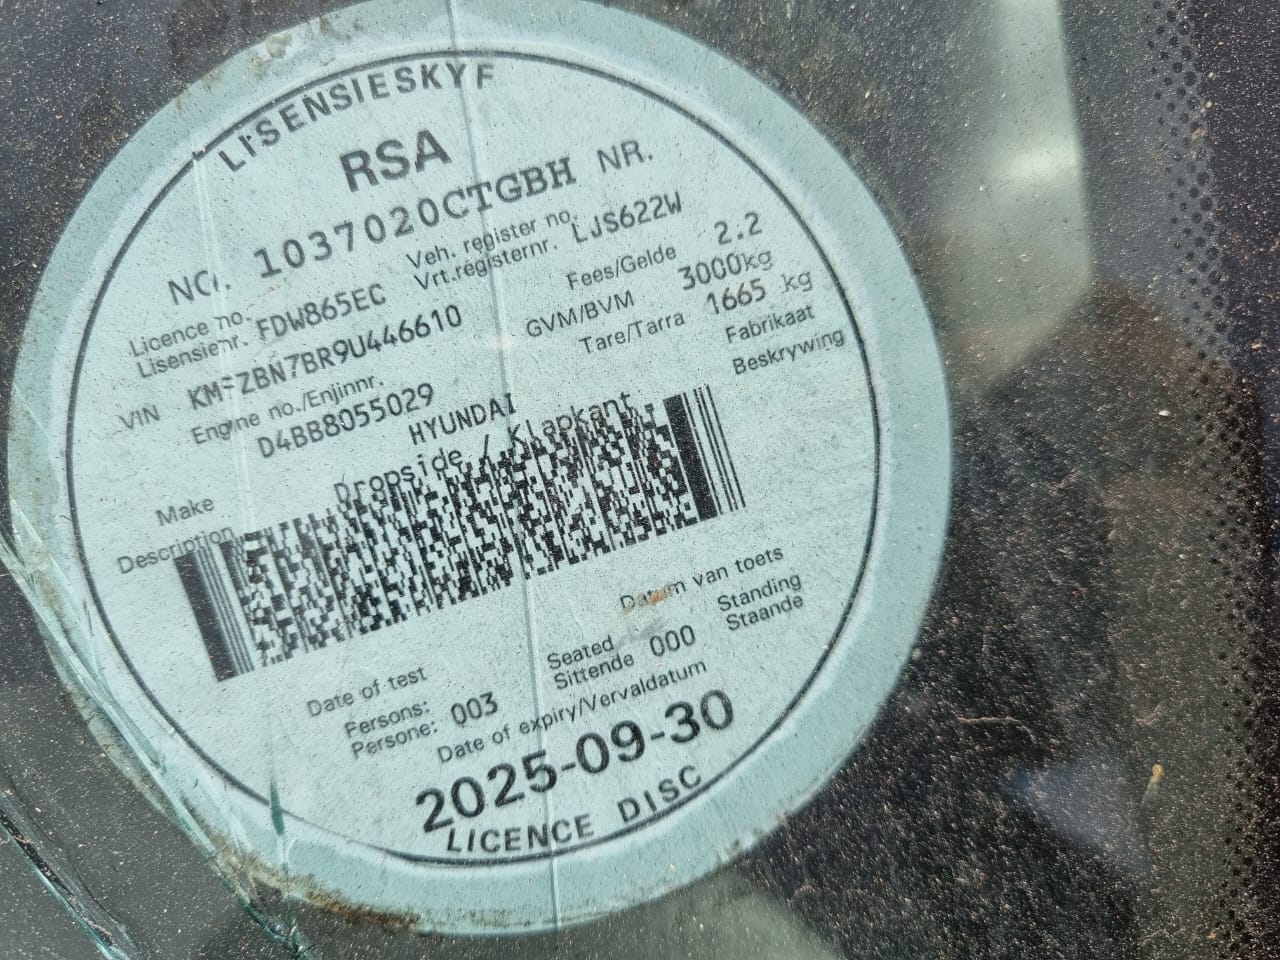 LISENSIESKYF
RSA
NO. 1037020CTGBH NR.
Licence no. Lisensienr. FDW865EC Veh. register no. Vrt.registernr. LJS622W
VIN KMFZBN7BR9U446610 Fees/Gelde 2.2
Engine no./Enjinnr. GVM/BVM 3000kg
D4BB8055029 Tare/Tarra 1665 kg
Make HYUNDAI Fabrikaat
Description Dropside / Klapkant Beskrywing
Date of test Datum van toets
Persons: Persone: 003 Seated Sittende 000 Standing Staande
Date of expiry/Vervaldatum
2025-09-30
LICENCE DISC